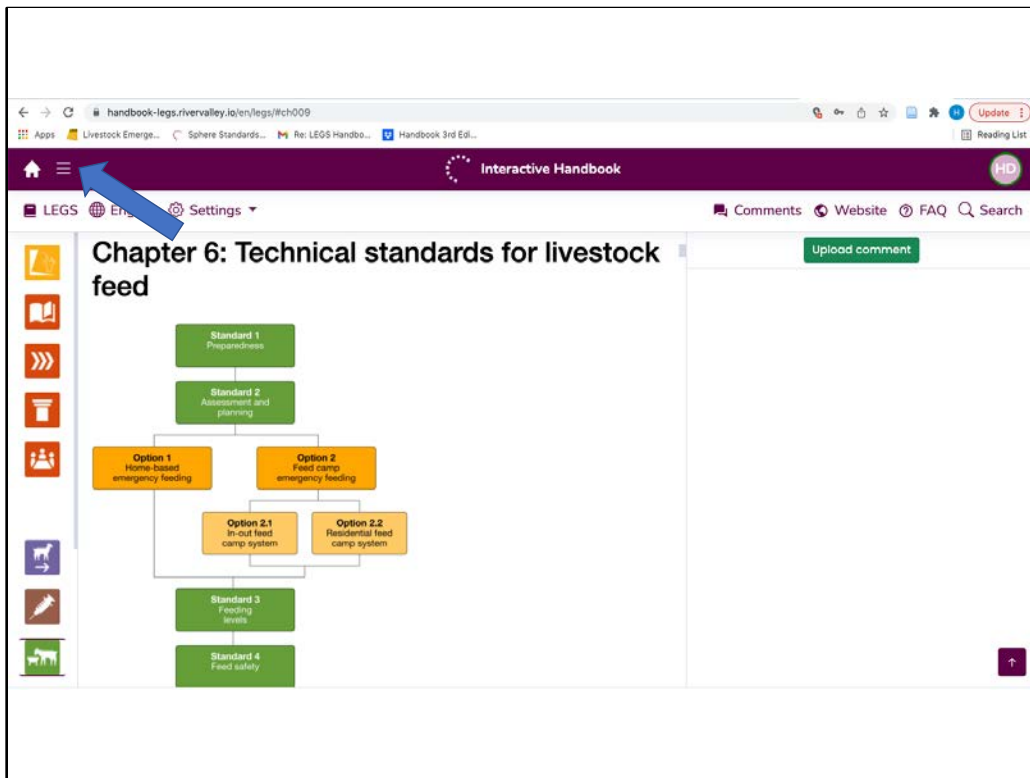 handbook-legs.rivervalley.io/en/legs/#ch009
H Update
Apps Livestock Emerge... Sphere Standards... Re: LEGS Handbo... Handbook 3rd Edi... Reading List
Interactive Handbook HD
LEGS Settings Comments Website FAQ Search
Upload comment
Chapter 6: Technical standards for livestock
feed
Standard 1
Preparedness
Standard 2
Assessment and
planning
Option 1
Home-based
emergency feeding
Option 2
Feed camp
emergency feeding
Option 2.1
In-out feed
camp system
Option 2.2
Residential feed
camp system
Standard 3
Feeding
levels
Standard 4
Feed safety